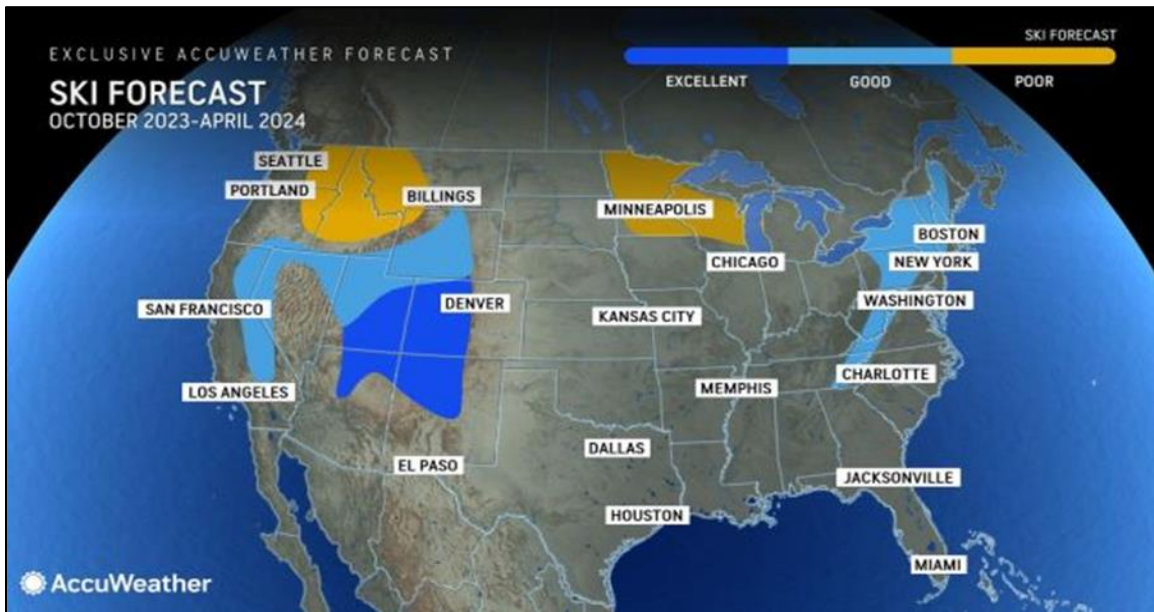 EXCLUSIVE ACCUWEATHER FORECAST
SKI FORECAST
OCTOBER 2023-APRIL 2024
SKI FORECAST
EXCELLENT GOOD POOR
SEATTLE
PORTLAND
BILLINGS
MINNEAPOLIS
BOSTON
CHICAGO
NEW YORK
SAN FRANCISCO
DENVER
KANSAS CITY
WASHINGTON
LOS ANGELES
MEMPHIS
CHARLOTTE
DALLAS
EL PASO
JACKSONVILLE
HOUSTON
MIAMI
AccuWeather